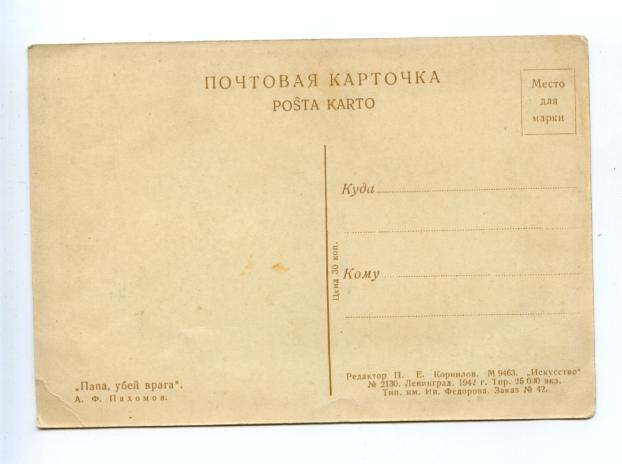 ПОЧТОВАЯ КАРТОЧКА
POŜTA KARTO
Место
для
марки
Куда
Кому
Цена 30 коп.
„Папа, убей врага“.
А. Ф. Пахомов.
Редактор П. Е. Корнилов. М 9463. „Искусство“
№ 2130. Ленинград. 1942 г. Тир. 25 000 экз.
Тип. им. Ив. Федорова. Заказ № 42.